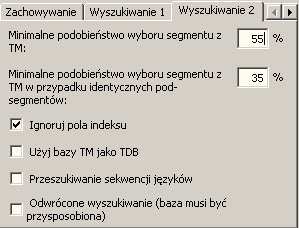 Zachowywanie Wyszukiwanie 1 Wyszukiwanie 2
Minimalne podobieństwo wyboru segmentu z
TM: 55 %
Minimalne podobieństwo wyboru segmentu z
TM w przypadku identycznych pod-
segmentów: 35 %
Ignoruj pola indeksu
Użyj bazy TM jako TDB
Przeszukiwanie sekwencji języków
Odwrócone wyszukiwanie (baza musi być
przysposobiona)